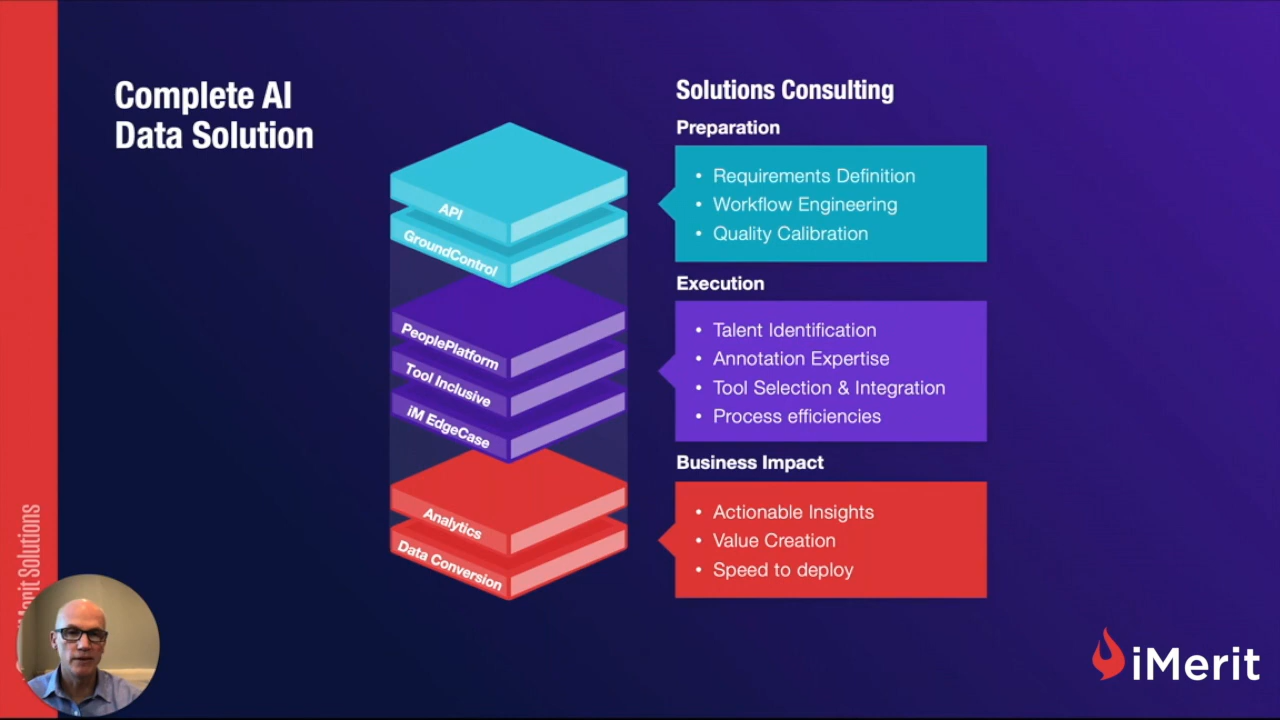 Complete AI
Data Solution
API
GroundControl
PeoplePlatform
Tool Inclusive
iM EdgeCase
Analytics
Data Conversion
Solutions Consulting
Preparation
• Requirements Definition
• Workflow Engineering
• Quality Calibration
Execution
• Talent Identification
• Annotation Expertise
• Tool Selection & Integration
• Process efficiencies
Business Impact
• Actionable Insights
• Value Creation
• Speed to deploy
Solutions
iMerit